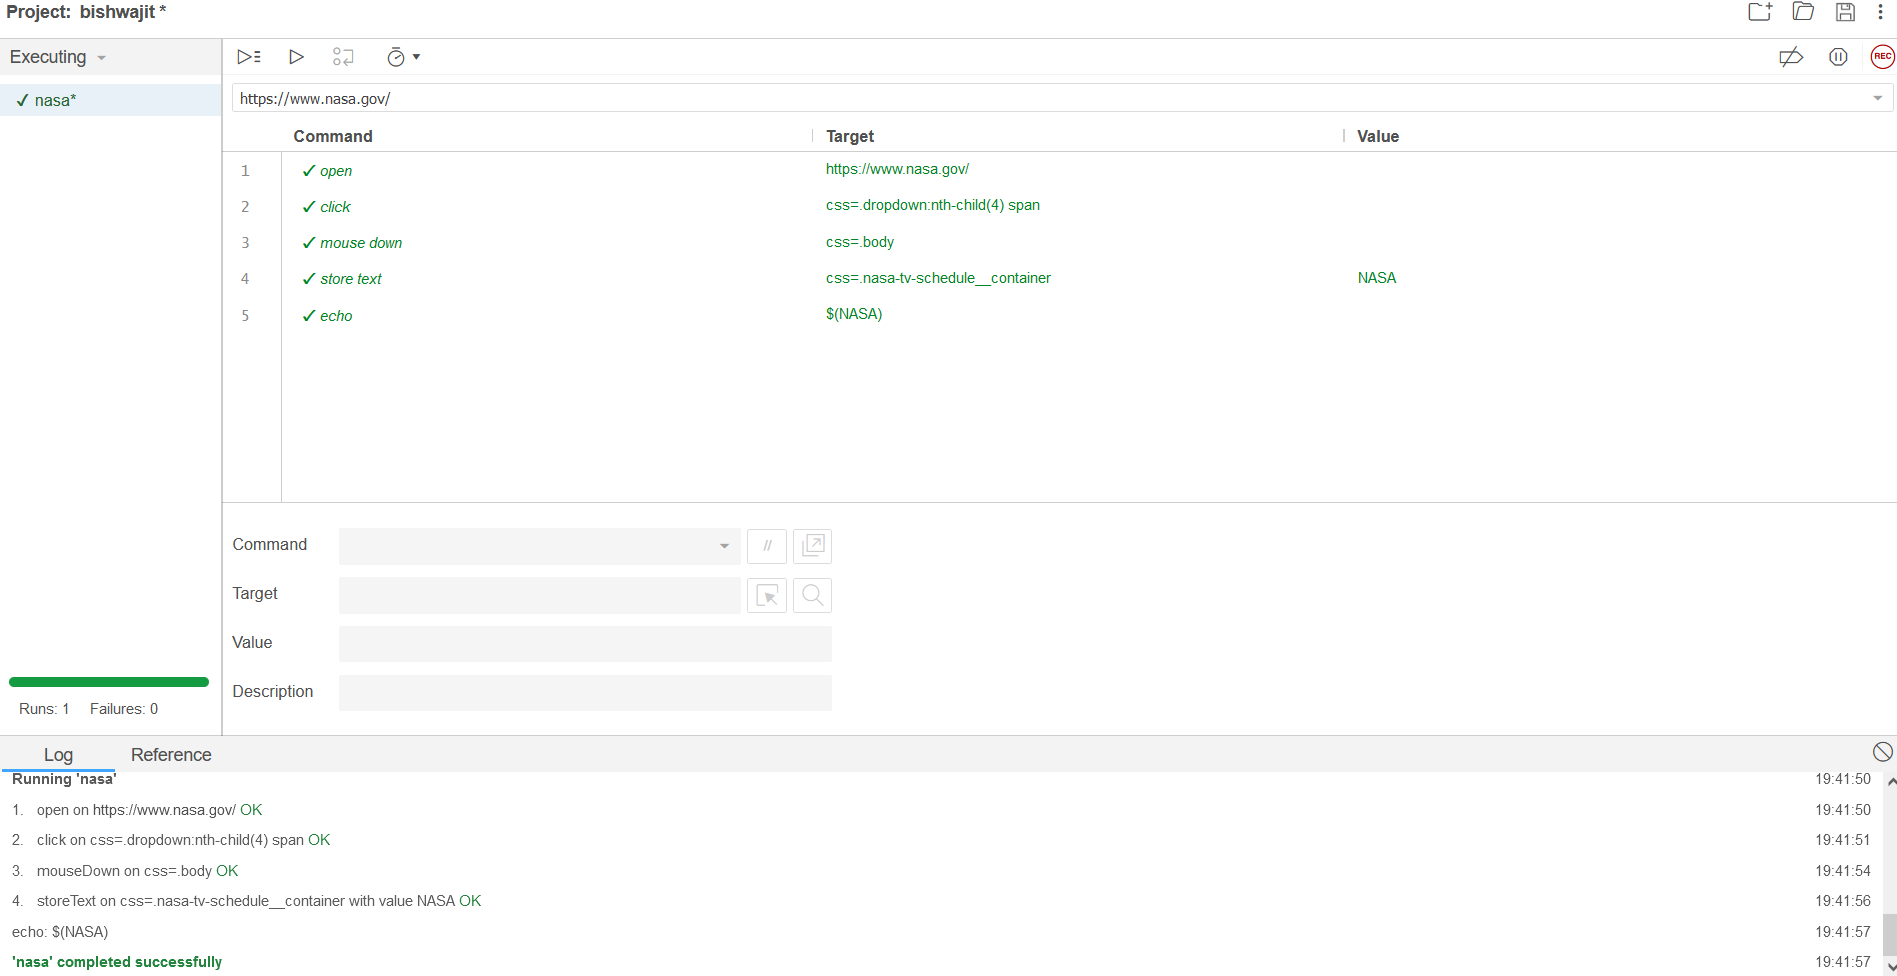 Project: bishwajit *
Executing
REC
✓ nasa*
https://www.nasa.gov/
Command Target Value
1 ✓ open https://www.nasa.gov/
2 ✓ click css=.dropdown:nth-child(4) span
3 ✓ mouse down css=.body
4 ✓ store text css=.nasa-tv-schedule__container NASA
5 ✓ echo $(NASA)
Command //
Target
Value
Description
Runs: 1 Failures: 0
Log Reference
Running 'nasa' 19:41:50
1. open on https://www.nasa.gov/ OK 19:41:50
2. click on css=.dropdown:nth-child(4) span OK 19:41:51
3. mouseDown on css=.body OK 19:41:54
4. storeText on css=.nasa-tv-schedule__container with value NASA OK 19:41:56
echo: $(NASA) 19:41:57
'nasa' completed successfully 19:41:57